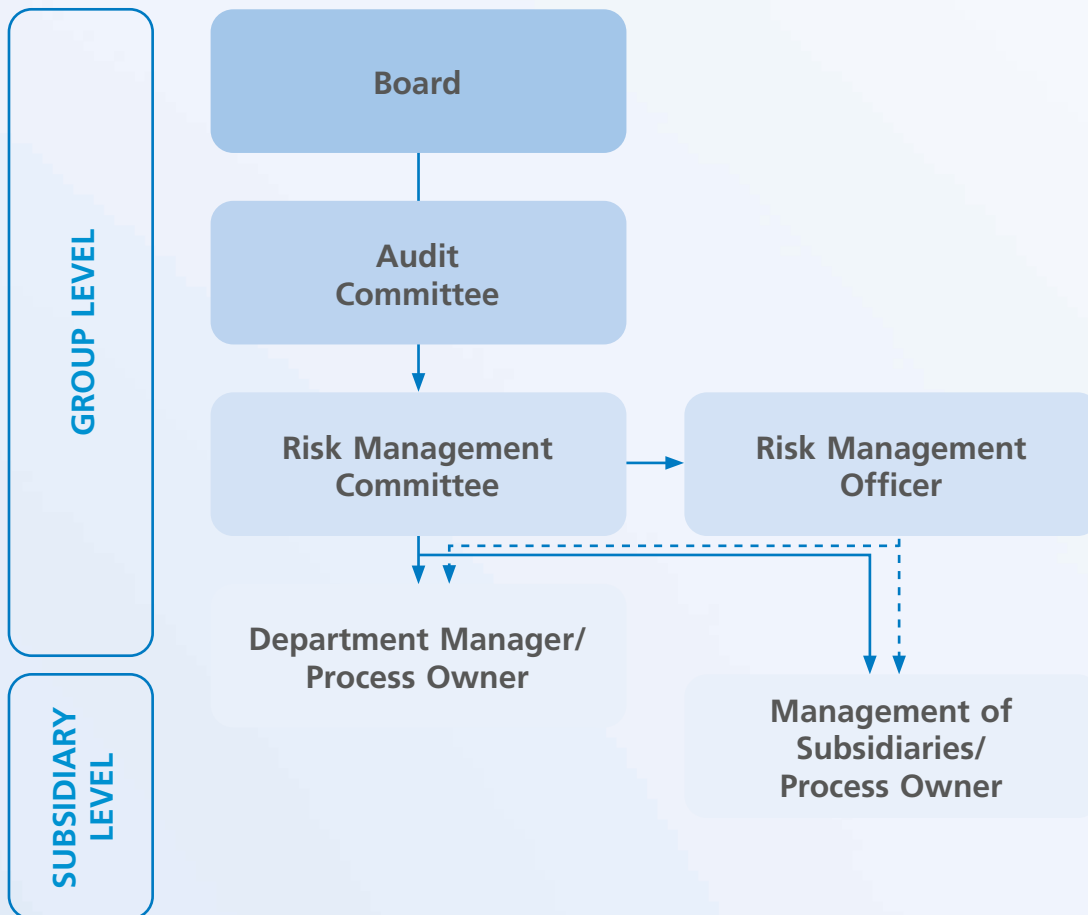 GROUP LEVEL
Board
Audit
Committee
Risk Management
Committee
Risk Management
Officer
Department Manager/
Process Owner
SUBSIDIARY
LEVEL
Management of
Subsidiaries/
Process Owner